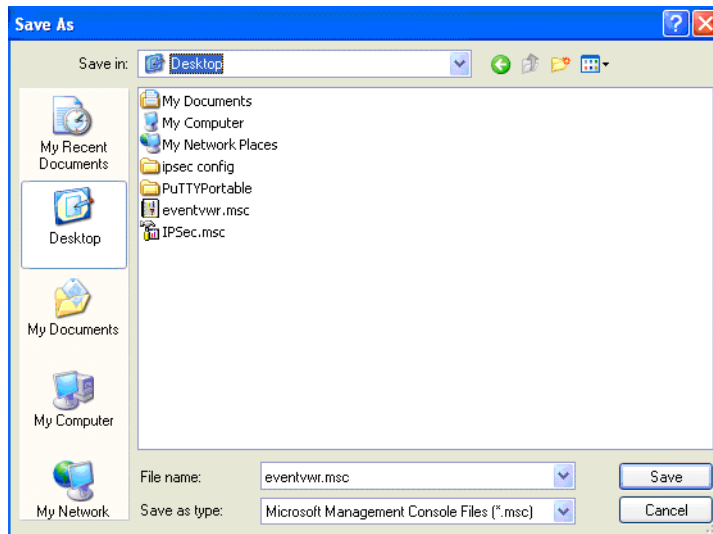 Save As
Save in:
Desktop
My Recent
Documents
Desktop
My Documents
My Computer
My Network
My Documents
My Computer
My Network Places
ipsec config
PuTTYPortable
eventvwr.msc
IPSec.msc
File name:
eventvwr.msc
Save
Save as type:
Microsoft Management Console Files (*.msc)
Cancel